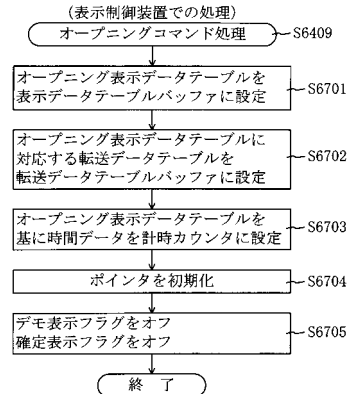 (表示制御装置での処理)
オープニングコマンド処理 S6409
オープニング表示データテーブルを
表示データテーブルバッファに設定 S6701
オープニング表示データテーブルに
対応する転送データテーブルを
転送データテーブルバッファに設定 S6702
オープニング表示データテーブルを
基に時間データを計時カウンタに設定 S6703
ポインタを初期化 S6704
デモ表示フラグをオフ
確定表示フラグをオフ S6705
終 了